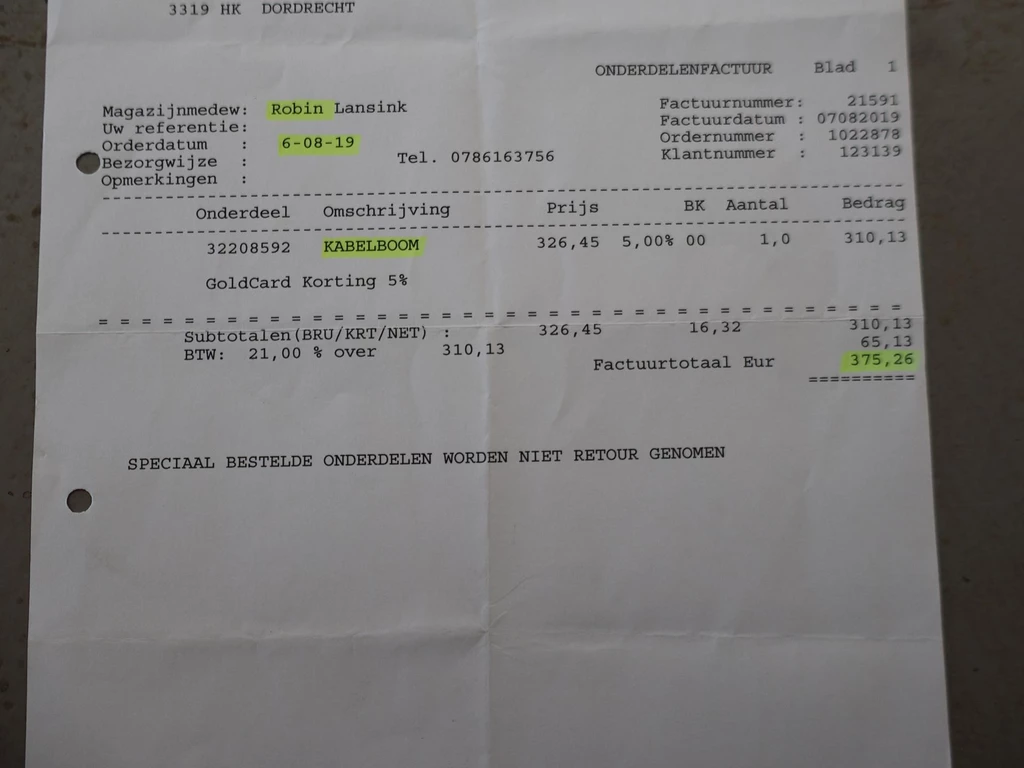 3319 HK DORDRECHT
ONDERDELENFACTUUR Blad 1
Magazijnmedew: Robin Lansink
Factuurnummer: 21591
Uw referentie:
Factuurdatum : 07082019
Orderdatum : 6-08-19
Ordernummer : 1022878
Bezorgwijze : Tel. 0786163756
Klantnummer : 123139
Opmerkingen :
Onderdeel Omschrijving Prijs BK Aantal Bedrag
32208592 KABELBOOM 326,45 5,00% 00 1,0 310,13
GoldCard Korting 5%
Subtotalen(BRU/KRT/NET) : 326,45 16,32 310,13
BTW: 21,00 % over 310,13 65,13
Factuurtotaal Eur 375,26
==========
SPECIAAL BESTELDE ONDERDELEN WORDEN NIET RETOUR GENOMEN